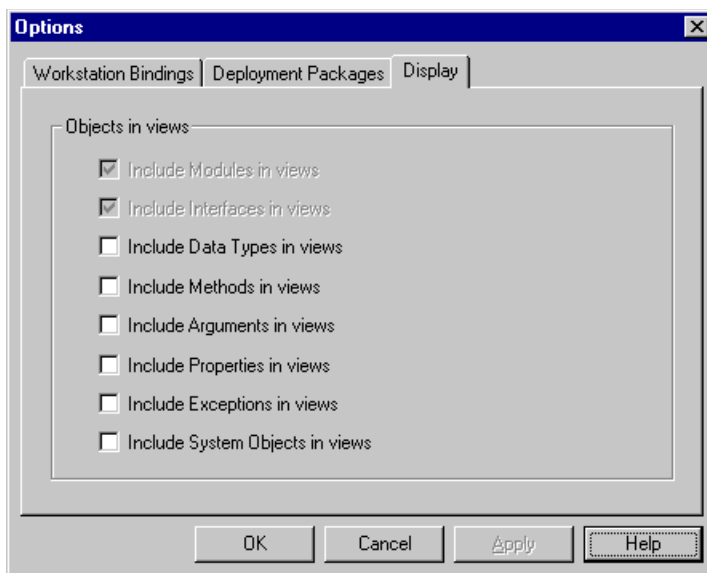 Options
Workstation Bindings
Deployment Packages
Display
Objects in views
Include Modules in views
Include Interfaces in views
Include Data Types in views
Include Methods in views
Include Arguments in views
Include Properties in views
Include Exceptions in views
Include System Objects in views
OK
Cancel
Apply
Help